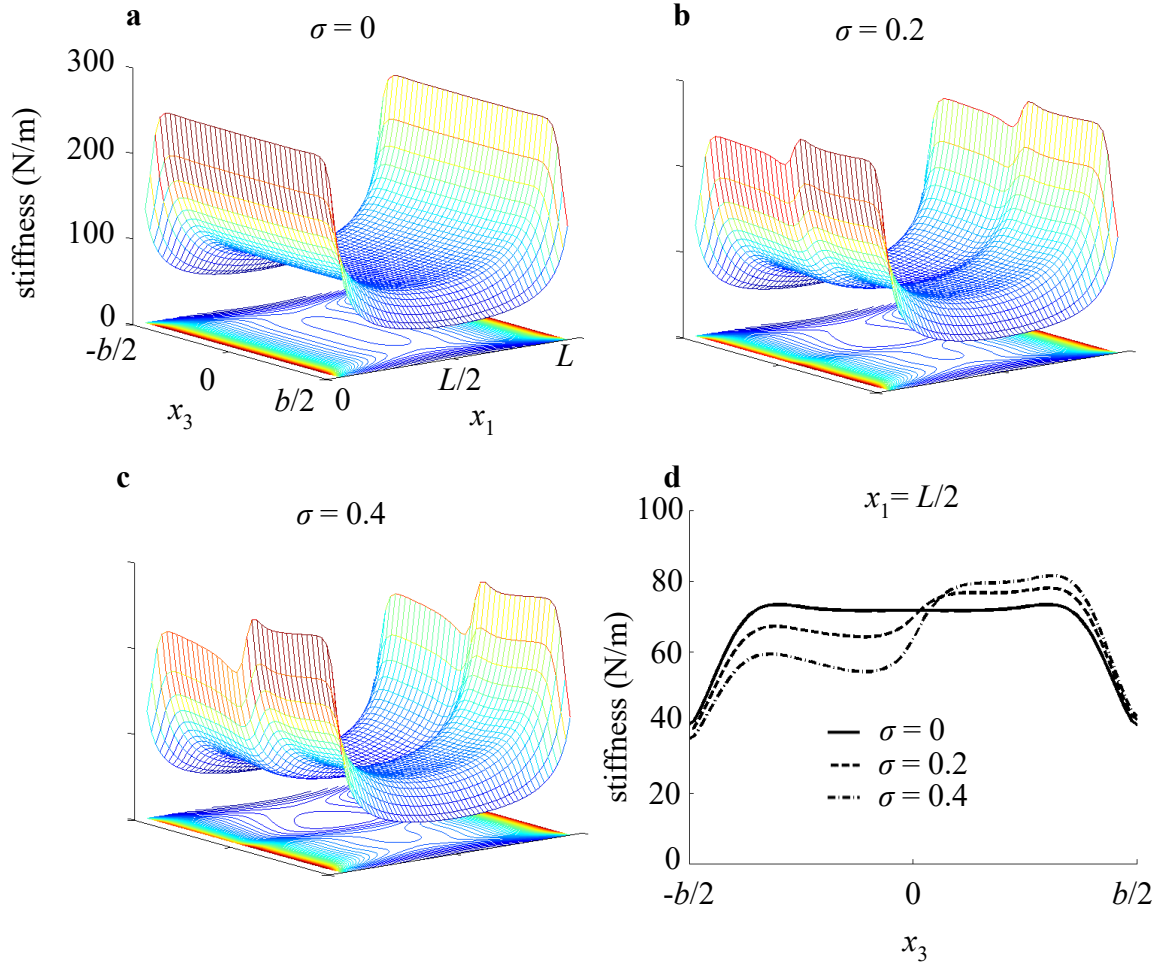 a
σ = 0
300
200
100
0
stiffness (N/m)
-b/2
0
b/2
x3
0
L/2
L
x1
b
σ = 0.2
c
σ = 0.4
d
x1= L/2
100
80
60
40
20
0
stiffness (N/m)
σ = 0
σ = 0.2
σ = 0.4
-b/2
0
b/2
x3